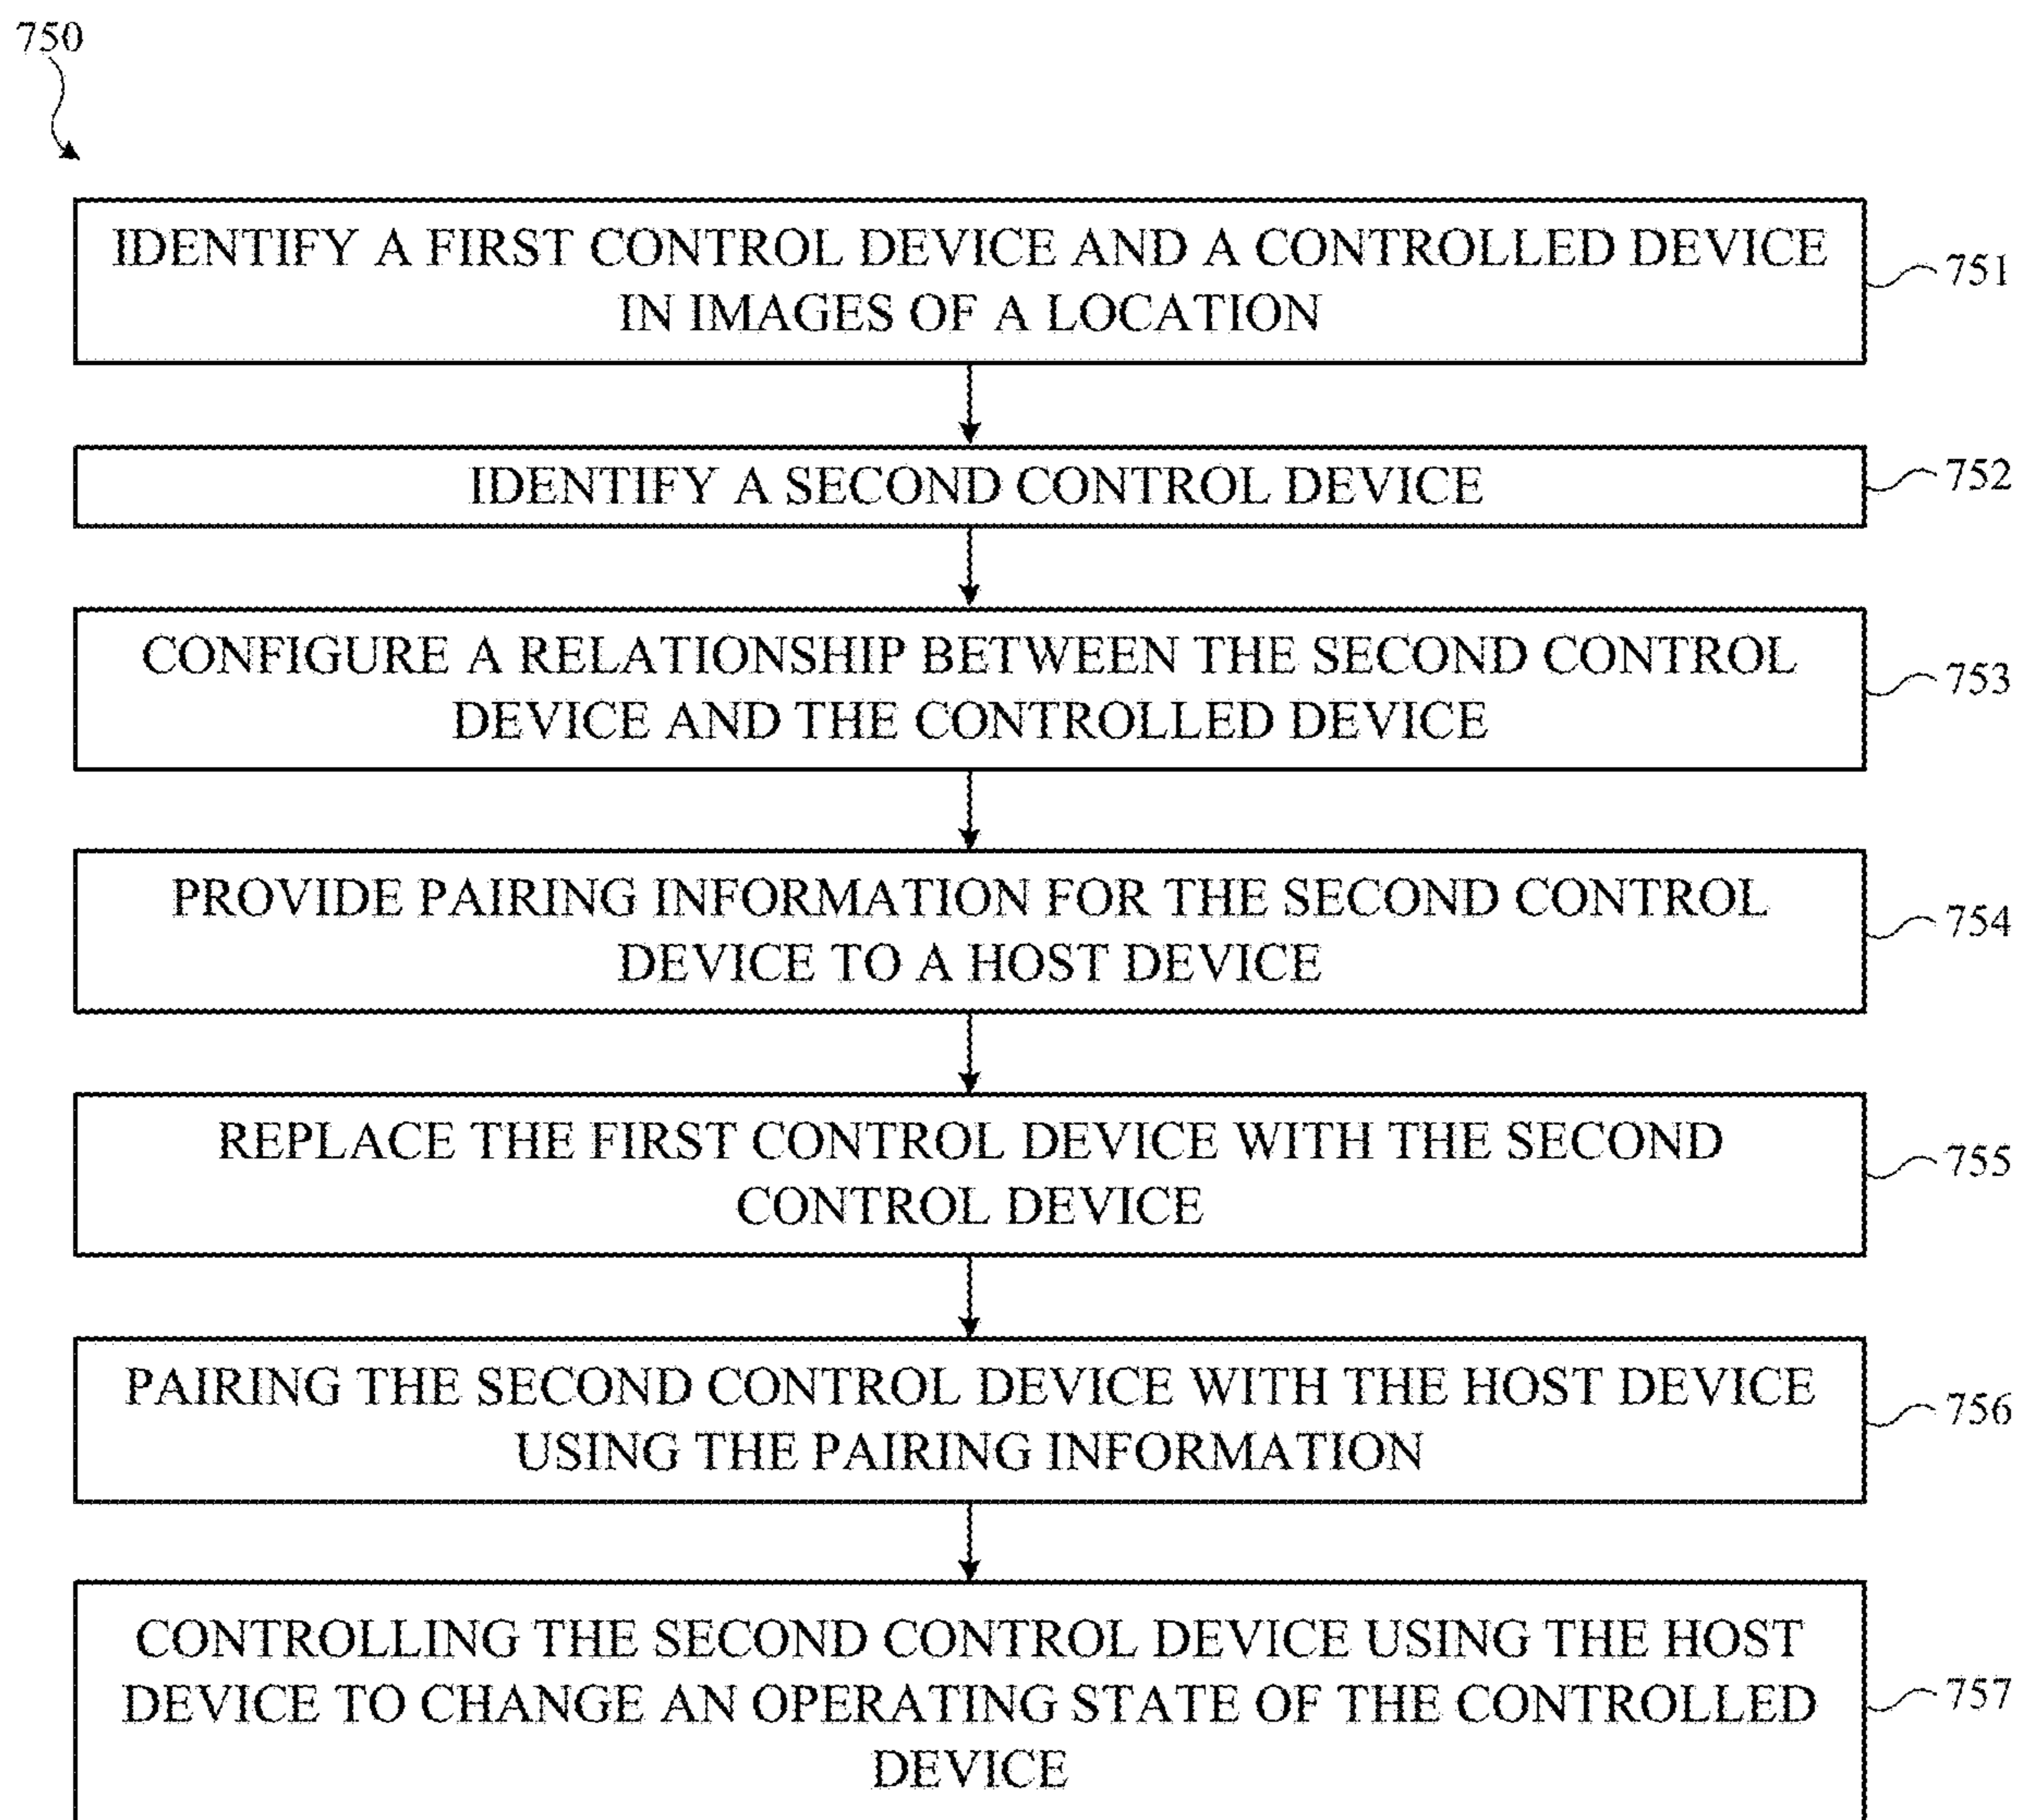 750
IDENTIFY A FIRST CONTROL DEVICE AND A CONTROLLED DEVICE
IN IMAGES OF A LOCATION
751
IDENTIFY A SECOND CONTROL DEVICE
752
CONFIGURE A RELATIONSHIP BETWEEN THE SECOND CONTROL
DEVICE AND THE CONTROLLED DEVICE
753
PROVIDE PAIRING INFORMATION FOR THE SECOND CONTROL
DEVICE TO A HOST DEVICE
754
REPLACE THE FIRST CONTROL DEVICE WITH THE SECOND
CONTROL DEVICE
755
PAIRING THE SECOND CONTROL DEVICE WITH THE HOST DEVICE
USING THE PAIRING INFORMATION
756
CONTROLLING THE SECOND CONTROL DEVICE USING THE HOST
DEVICE TO CHANGE AN OPERATING STATE OF THE CONTROLLED
DEVICE
757